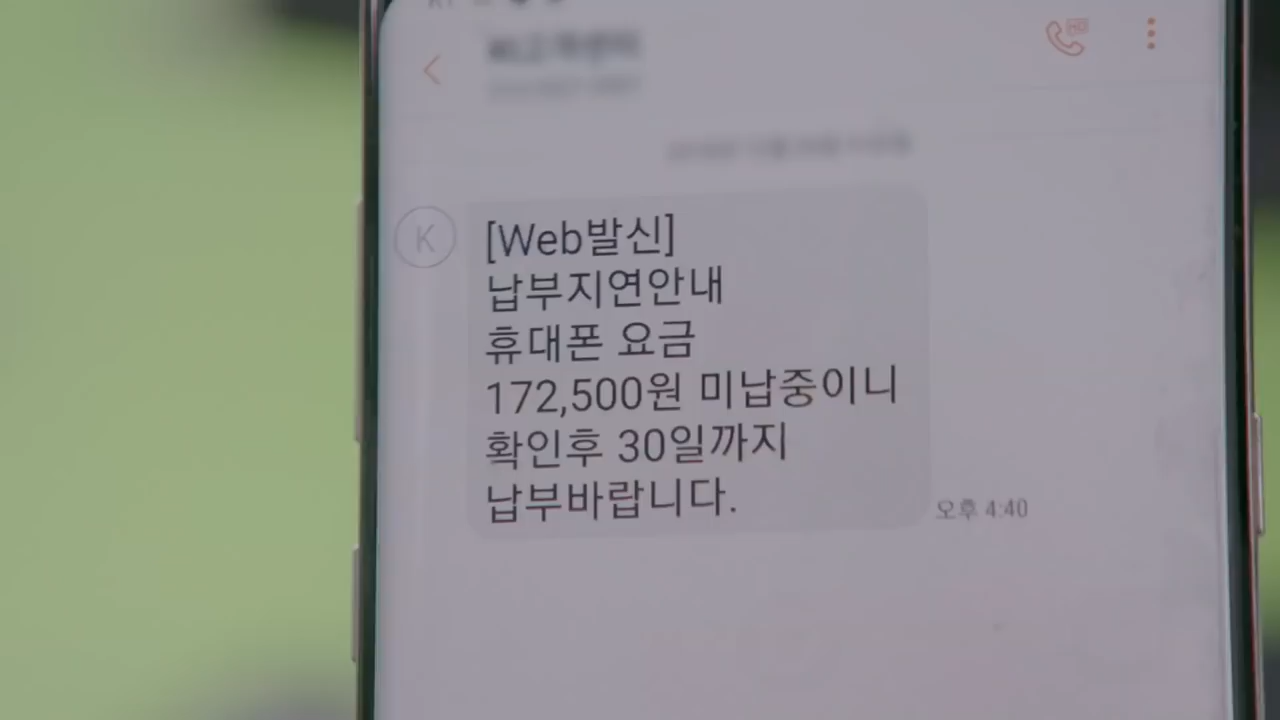 HD
K
[Web발신]
납부지연안내
휴대폰 요금
172,500원 미납중이니
확인후 30일까지
납부바랍니다.
오후 4:40